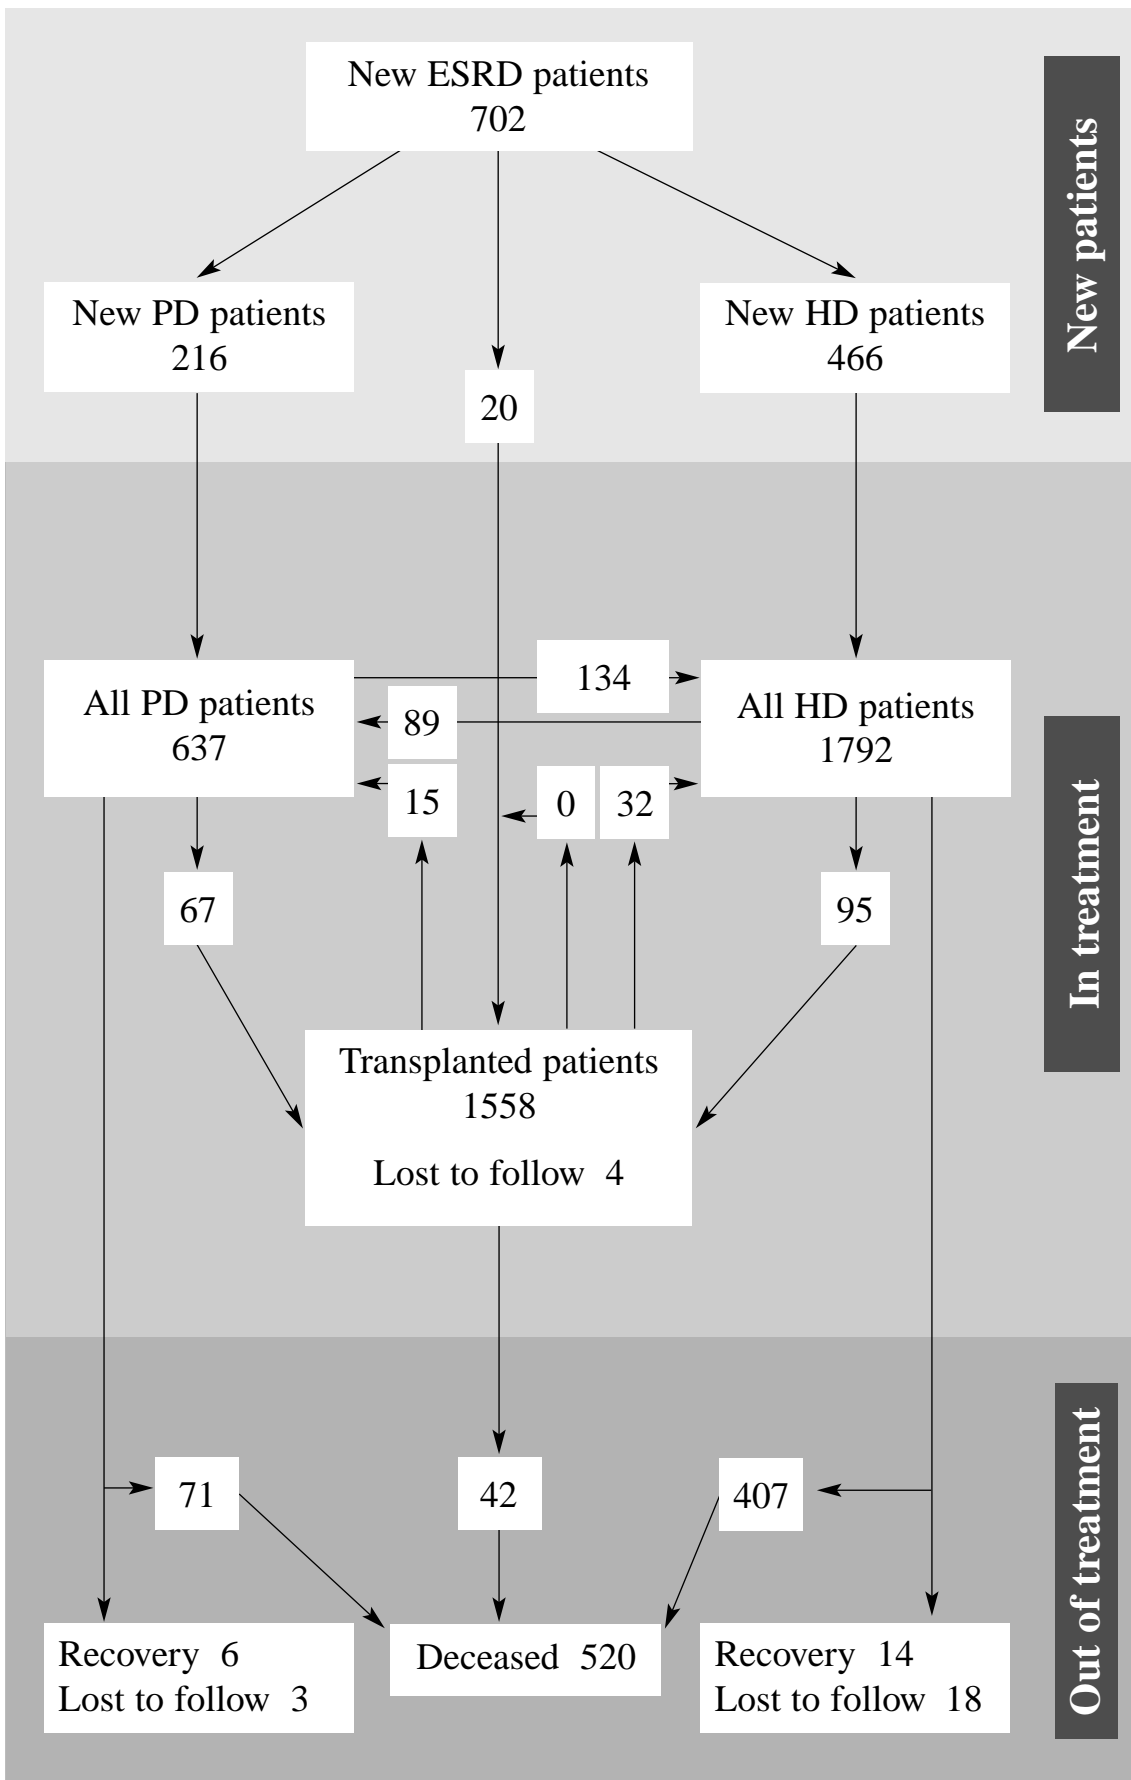 New ESRD patients
702
New patients
New PD patients
216
New HD patients
466
20
All PD patients
637
134
89
All HD patients
1792
15
0
32
In treatment
67
95
Transplanted patients
1558
Lost to follow 4
71
42
407
Out of treatment
Recovery 6
Lost to follow 3
Deceased 520
Recovery 14
Lost to follow 18